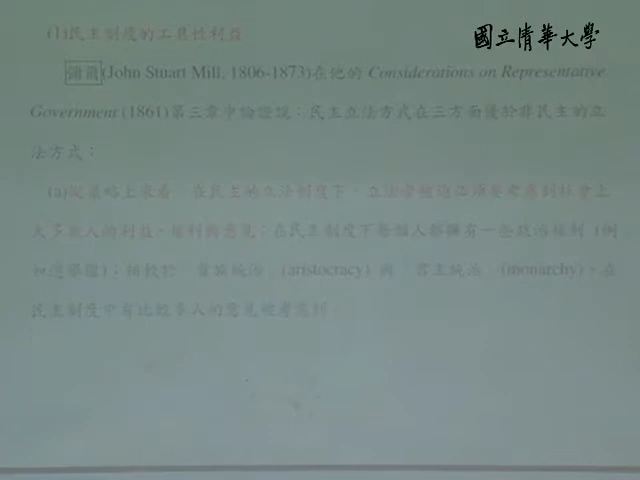 國立清華大學
(1)民主制度的工具性利益
彌爾(John Stuart Mill, 1806-1873)在他的 Considerations on Representative
Government (1861)第三章中論證說：民主立法方式在三方面優於非民主的立
法方式：
(a)從策略上來看，在民主的立法制度下，立法者被迫必須要考慮到社會上
大多數人的利益、權利與意見；在民主制度下每個人都擁有一些政治權利（例
如選舉權）；相較於「貴族統治」(aristocracy) 與「君主統治」(monarchy)，在
民主制度中有比較多人的意見被考慮到。